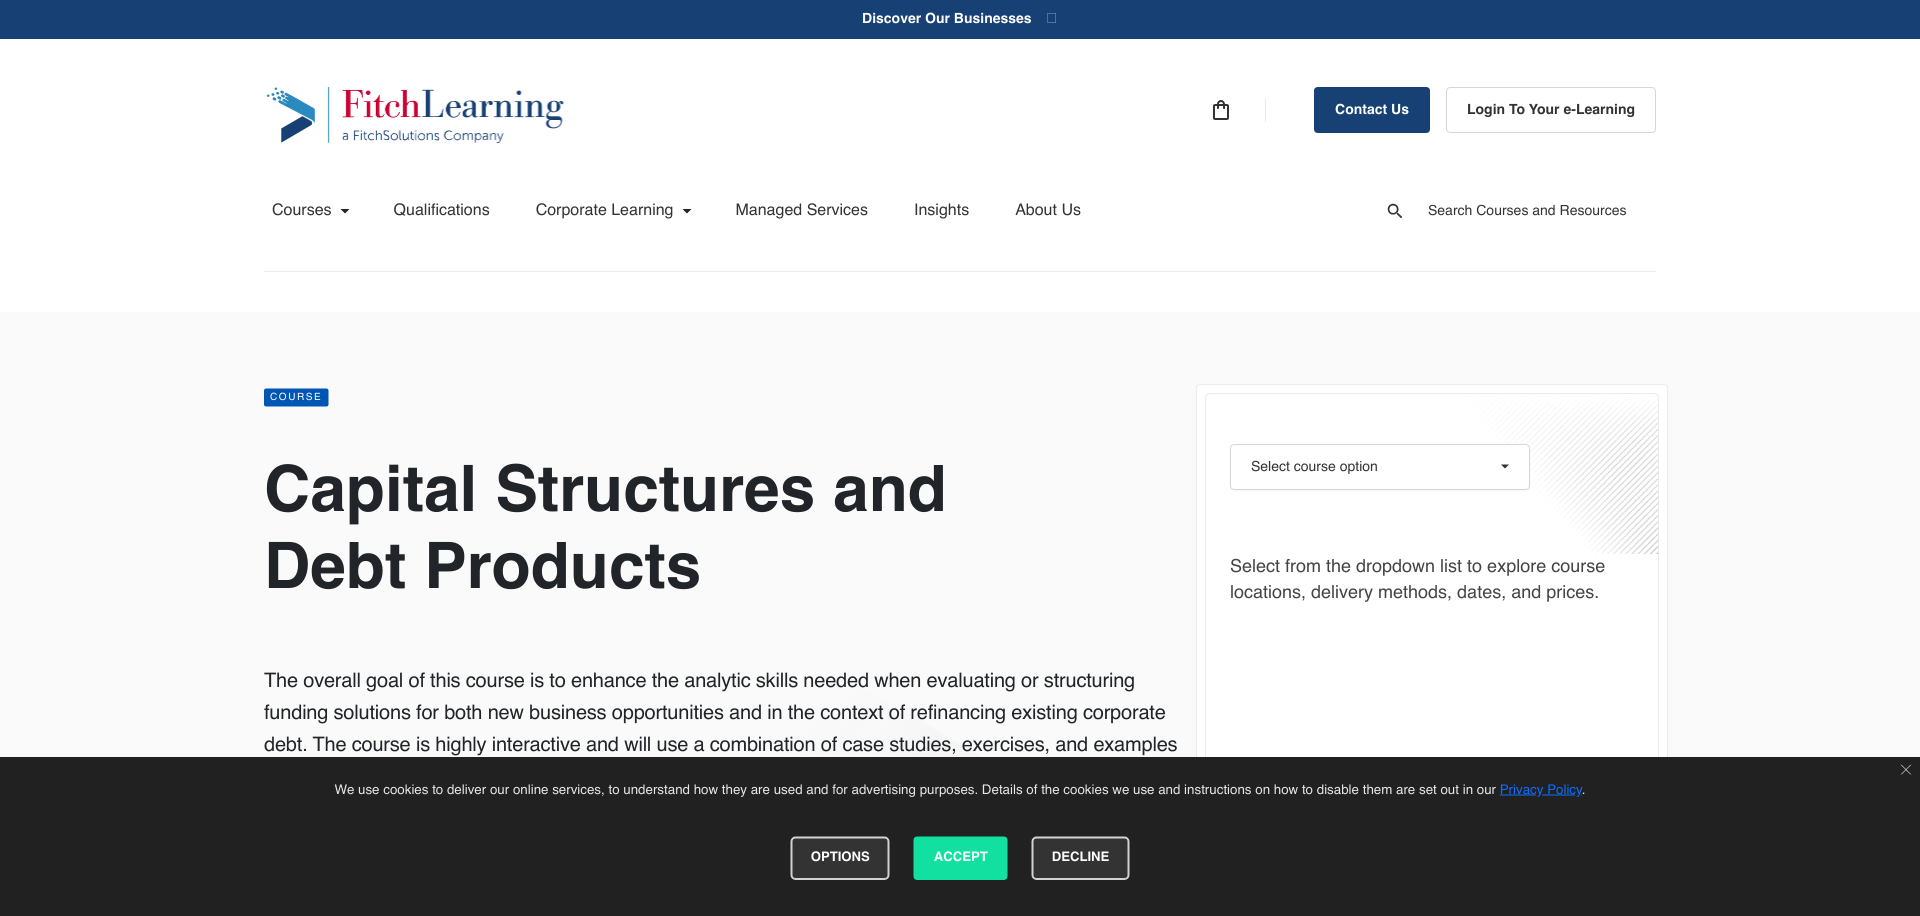 Discover Our Businesses
FitchLearning
a FitchSolutions Company
Contact Us
Login To Your e-Learning
Courses
Qualifications
Corporate Learning
Managed Services
Insights
About Us
Search Courses and Resources
COURSE
Capital Structures and
Debt Products
Select course option
Select from the dropdown list to explore course
locations, delivery methods, dates, and prices.
The overall goal of this course is to enhance the analytic skills needed when evaluating or structuring
funding solutions for both new business opportunities and in the context of refinancing existing corporate
debt. The course is highly interactive and will use a combination of case studies, exercises, and examples
We use cookies to deliver our online services, to understand how they are used and for advertising purposes. Details of the cookies we use and instructions on how to disable them are set out in our Privacy Policy.
OPTIONS
ACCEPT
DECLINE